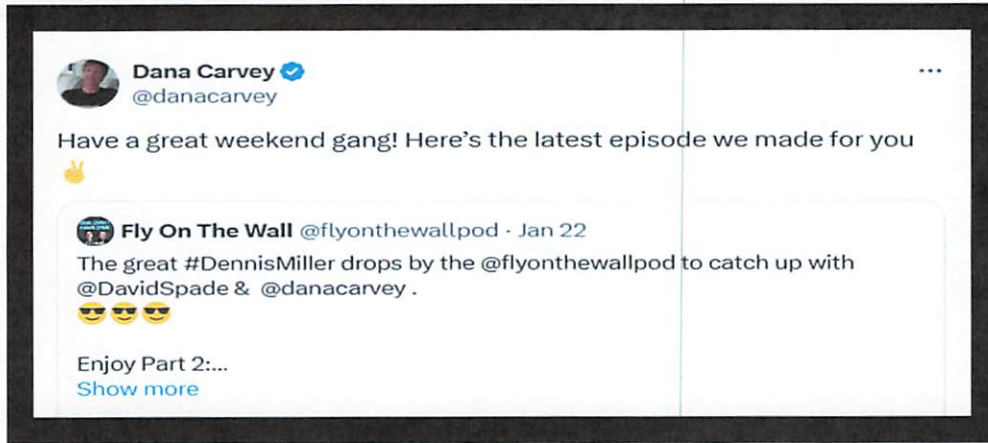 Dana Carvey
@danacarvey
Have a great weekend gang! Here's the latest episode we made for you
✌️
Fly On The Wall @flyonthewallpod · Jan 22
The great #DennisMiller drops by the @flyonthewallpod to catch up with
@DavidSpade & @danacarvey .
😎😎😎
Enjoy Part 2:...
Show more